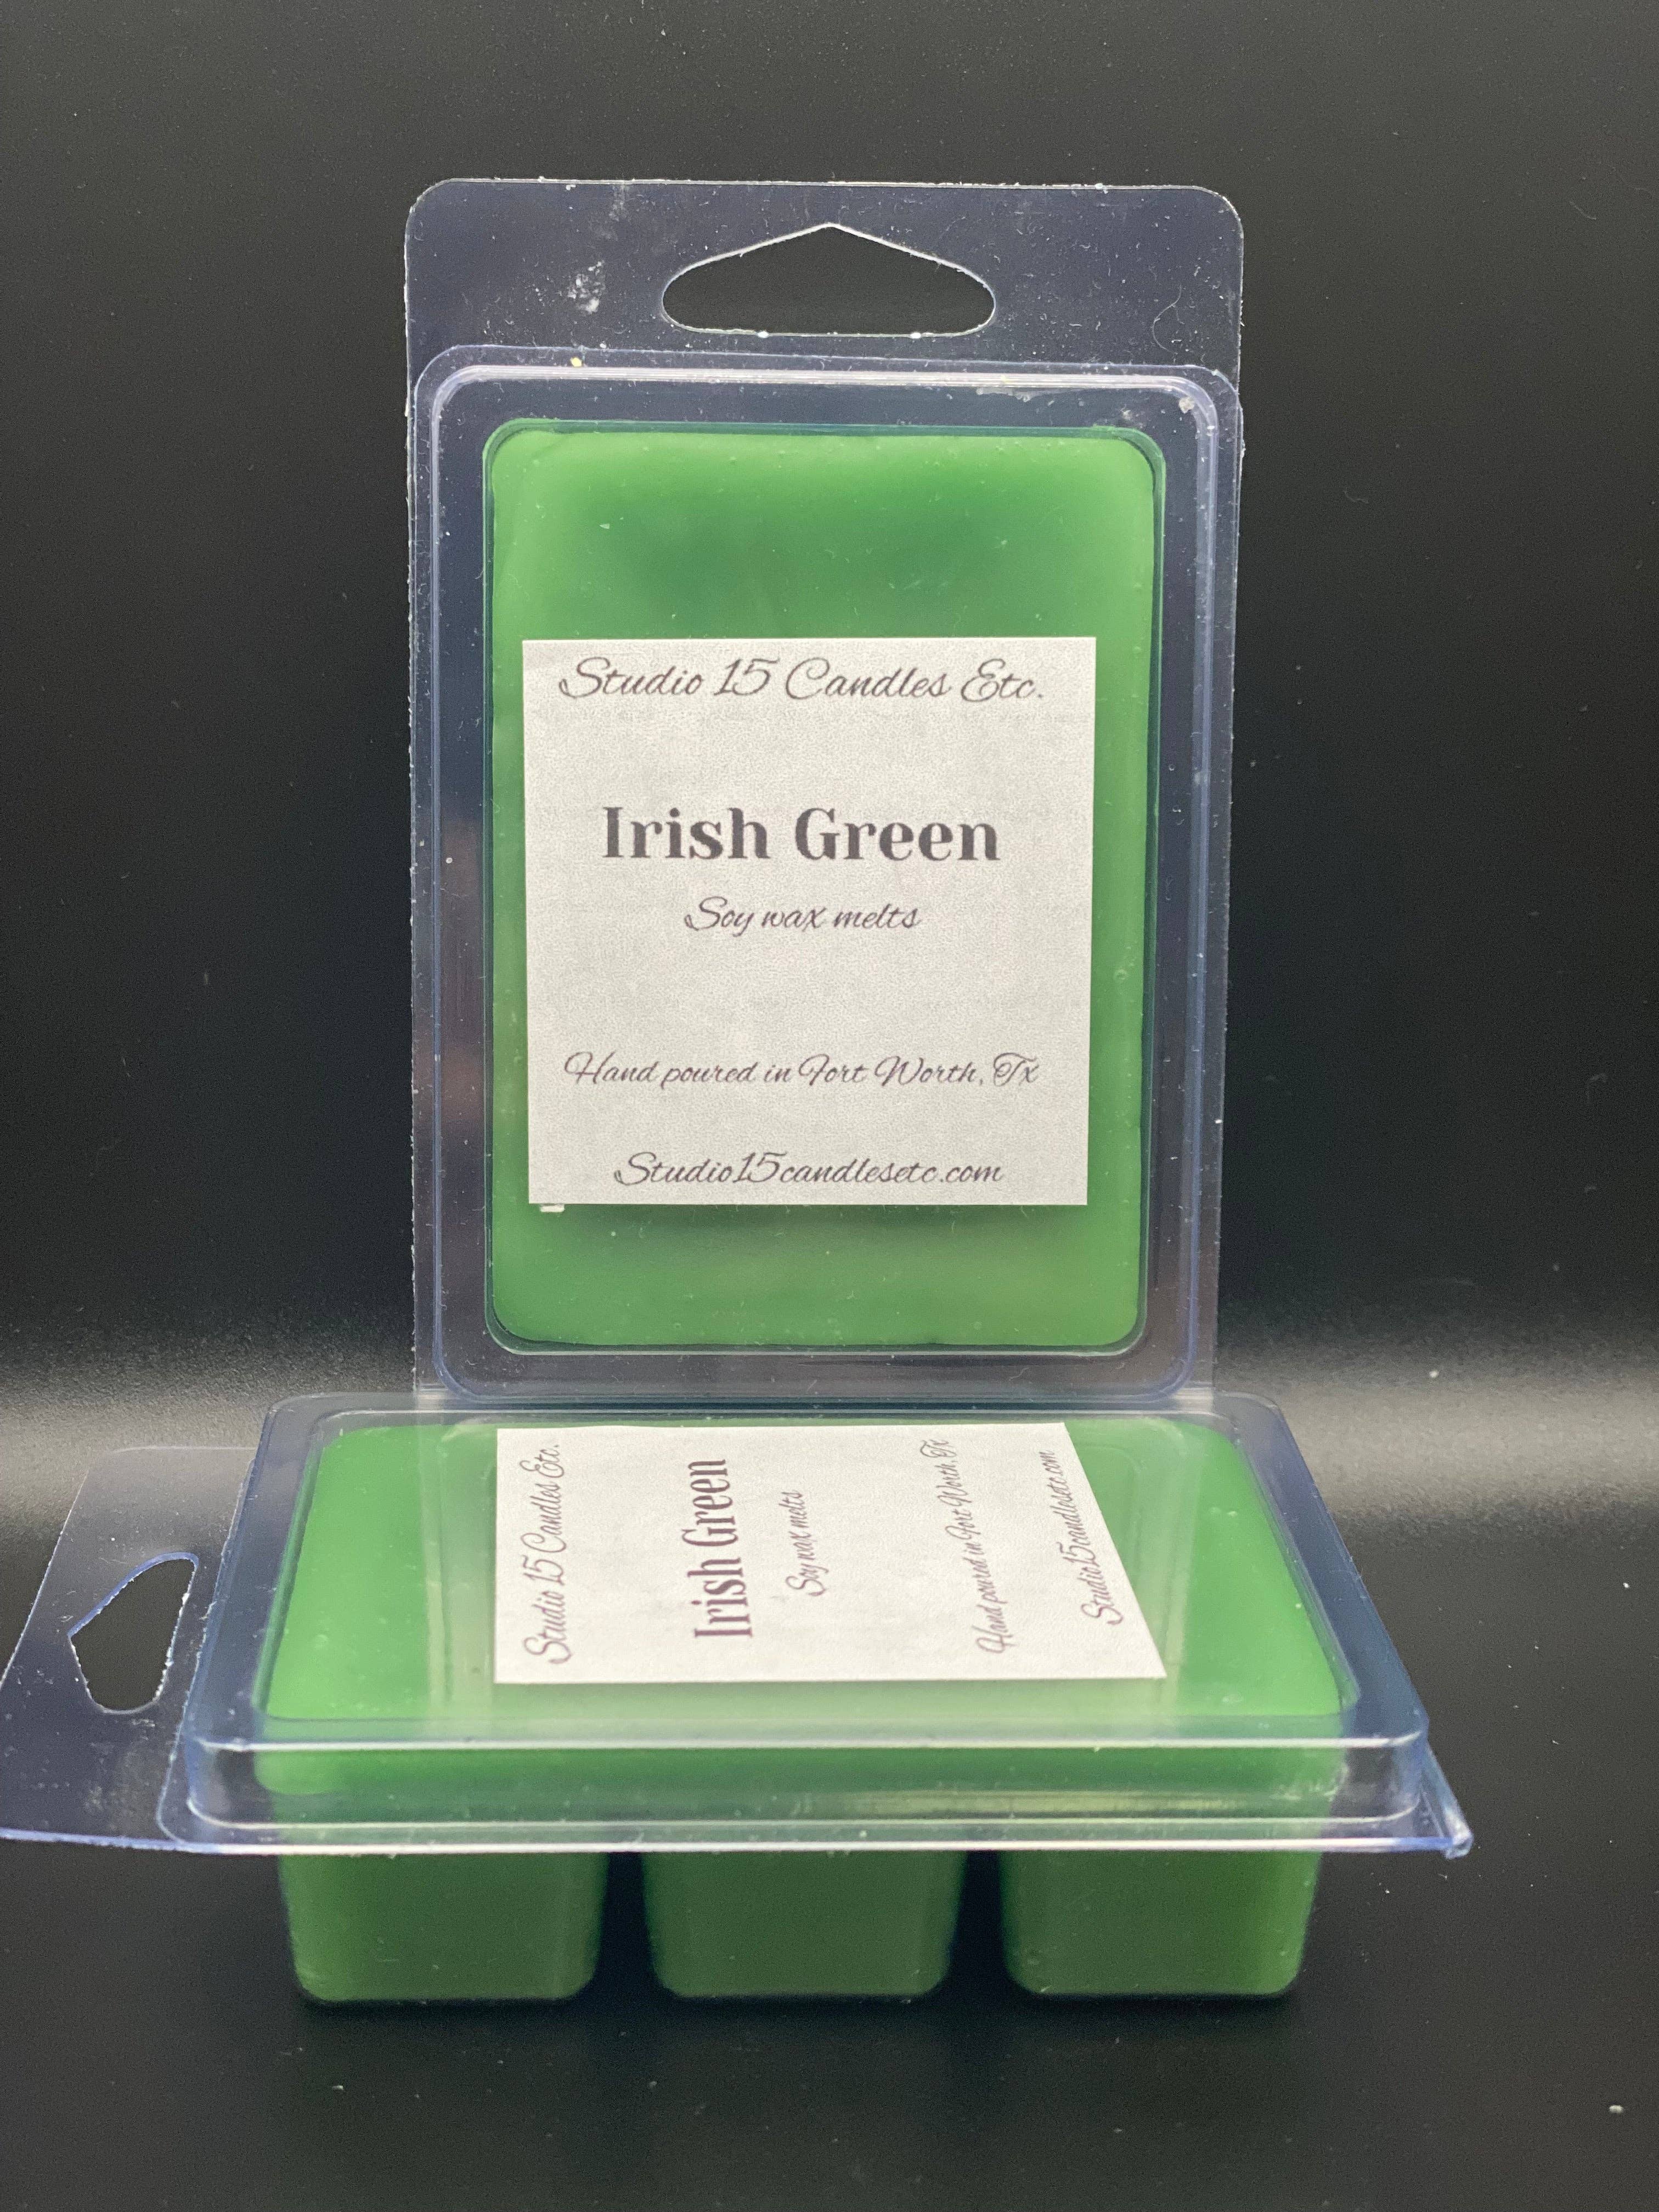 Studio 15 Candles Etc.
Irish Green
Soy wax melts
Hand poured in Fort Worth, Tx
Studio15candlesetc.com
Studio 15 Candles Etc.
Irish Green
Soy wax melts
Hand poured in Fort Worth, Tx
Studio15candlesetc.com